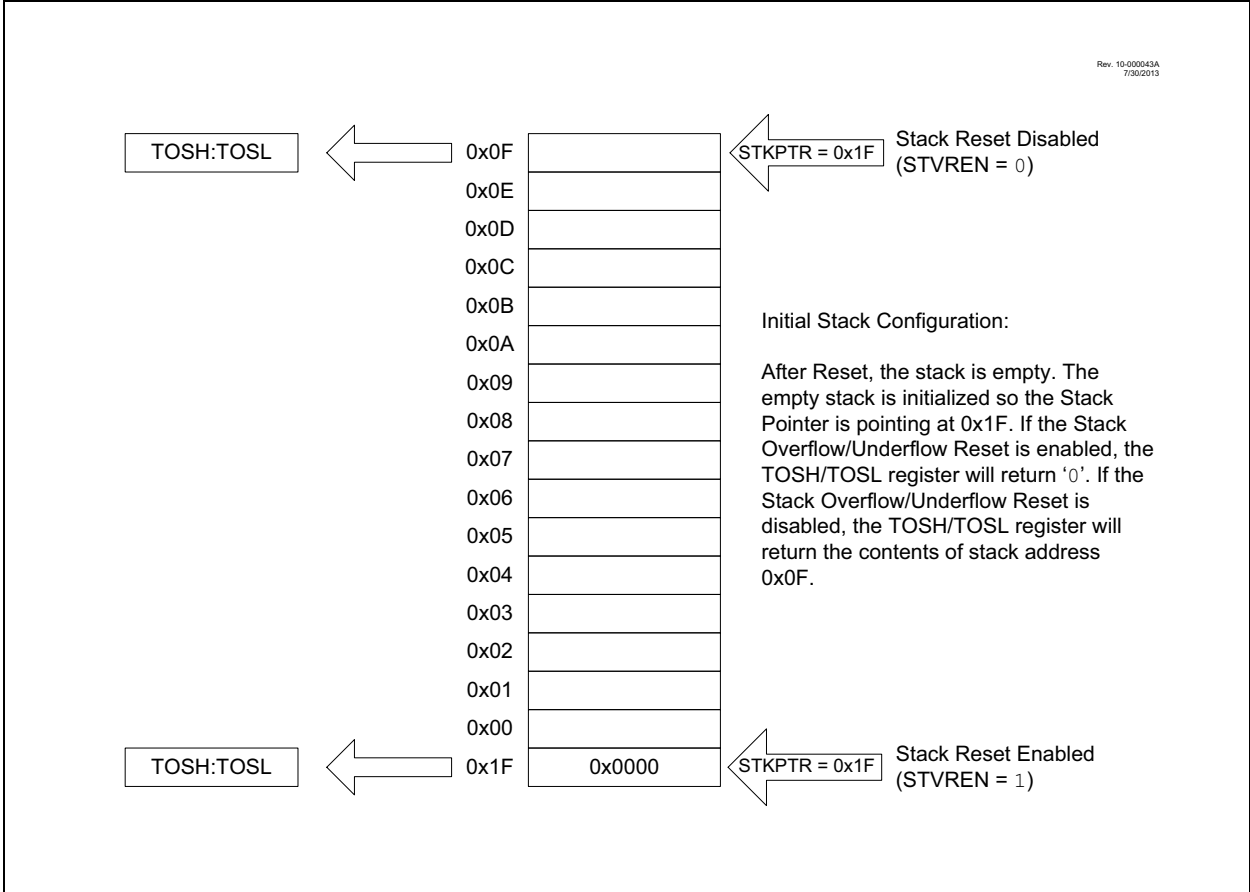 Rev. 10-000043A
7/30/2013
TOSH:TOSL
0x0F
STKPTR = 0x1F
Stack Reset Disabled
(STVREN = 0)
0x0E
0x0D
0x0C
0x0B
0x0A
0x09
0x08
0x07
0x06
0x05
0x04
0x03
0x02
0x01
0x00
Initial Stack Configuration:
After Reset, the stack is empty. The
empty stack is initialized so the Stack
Pointer is pointing at 0x1F. If the Stack
Overflow/Underflow Reset is enabled, the
TOSH/TOSL register will return ‘0’. If the
Stack Overflow/Underflow Reset is
disabled, the TOSH/TOSL register will
return the contents of stack address
0x0F.
TOSH:TOSL
0x1F
0x0000
STKPTR = 0x1F
Stack Reset Enabled
(STVREN = 1)